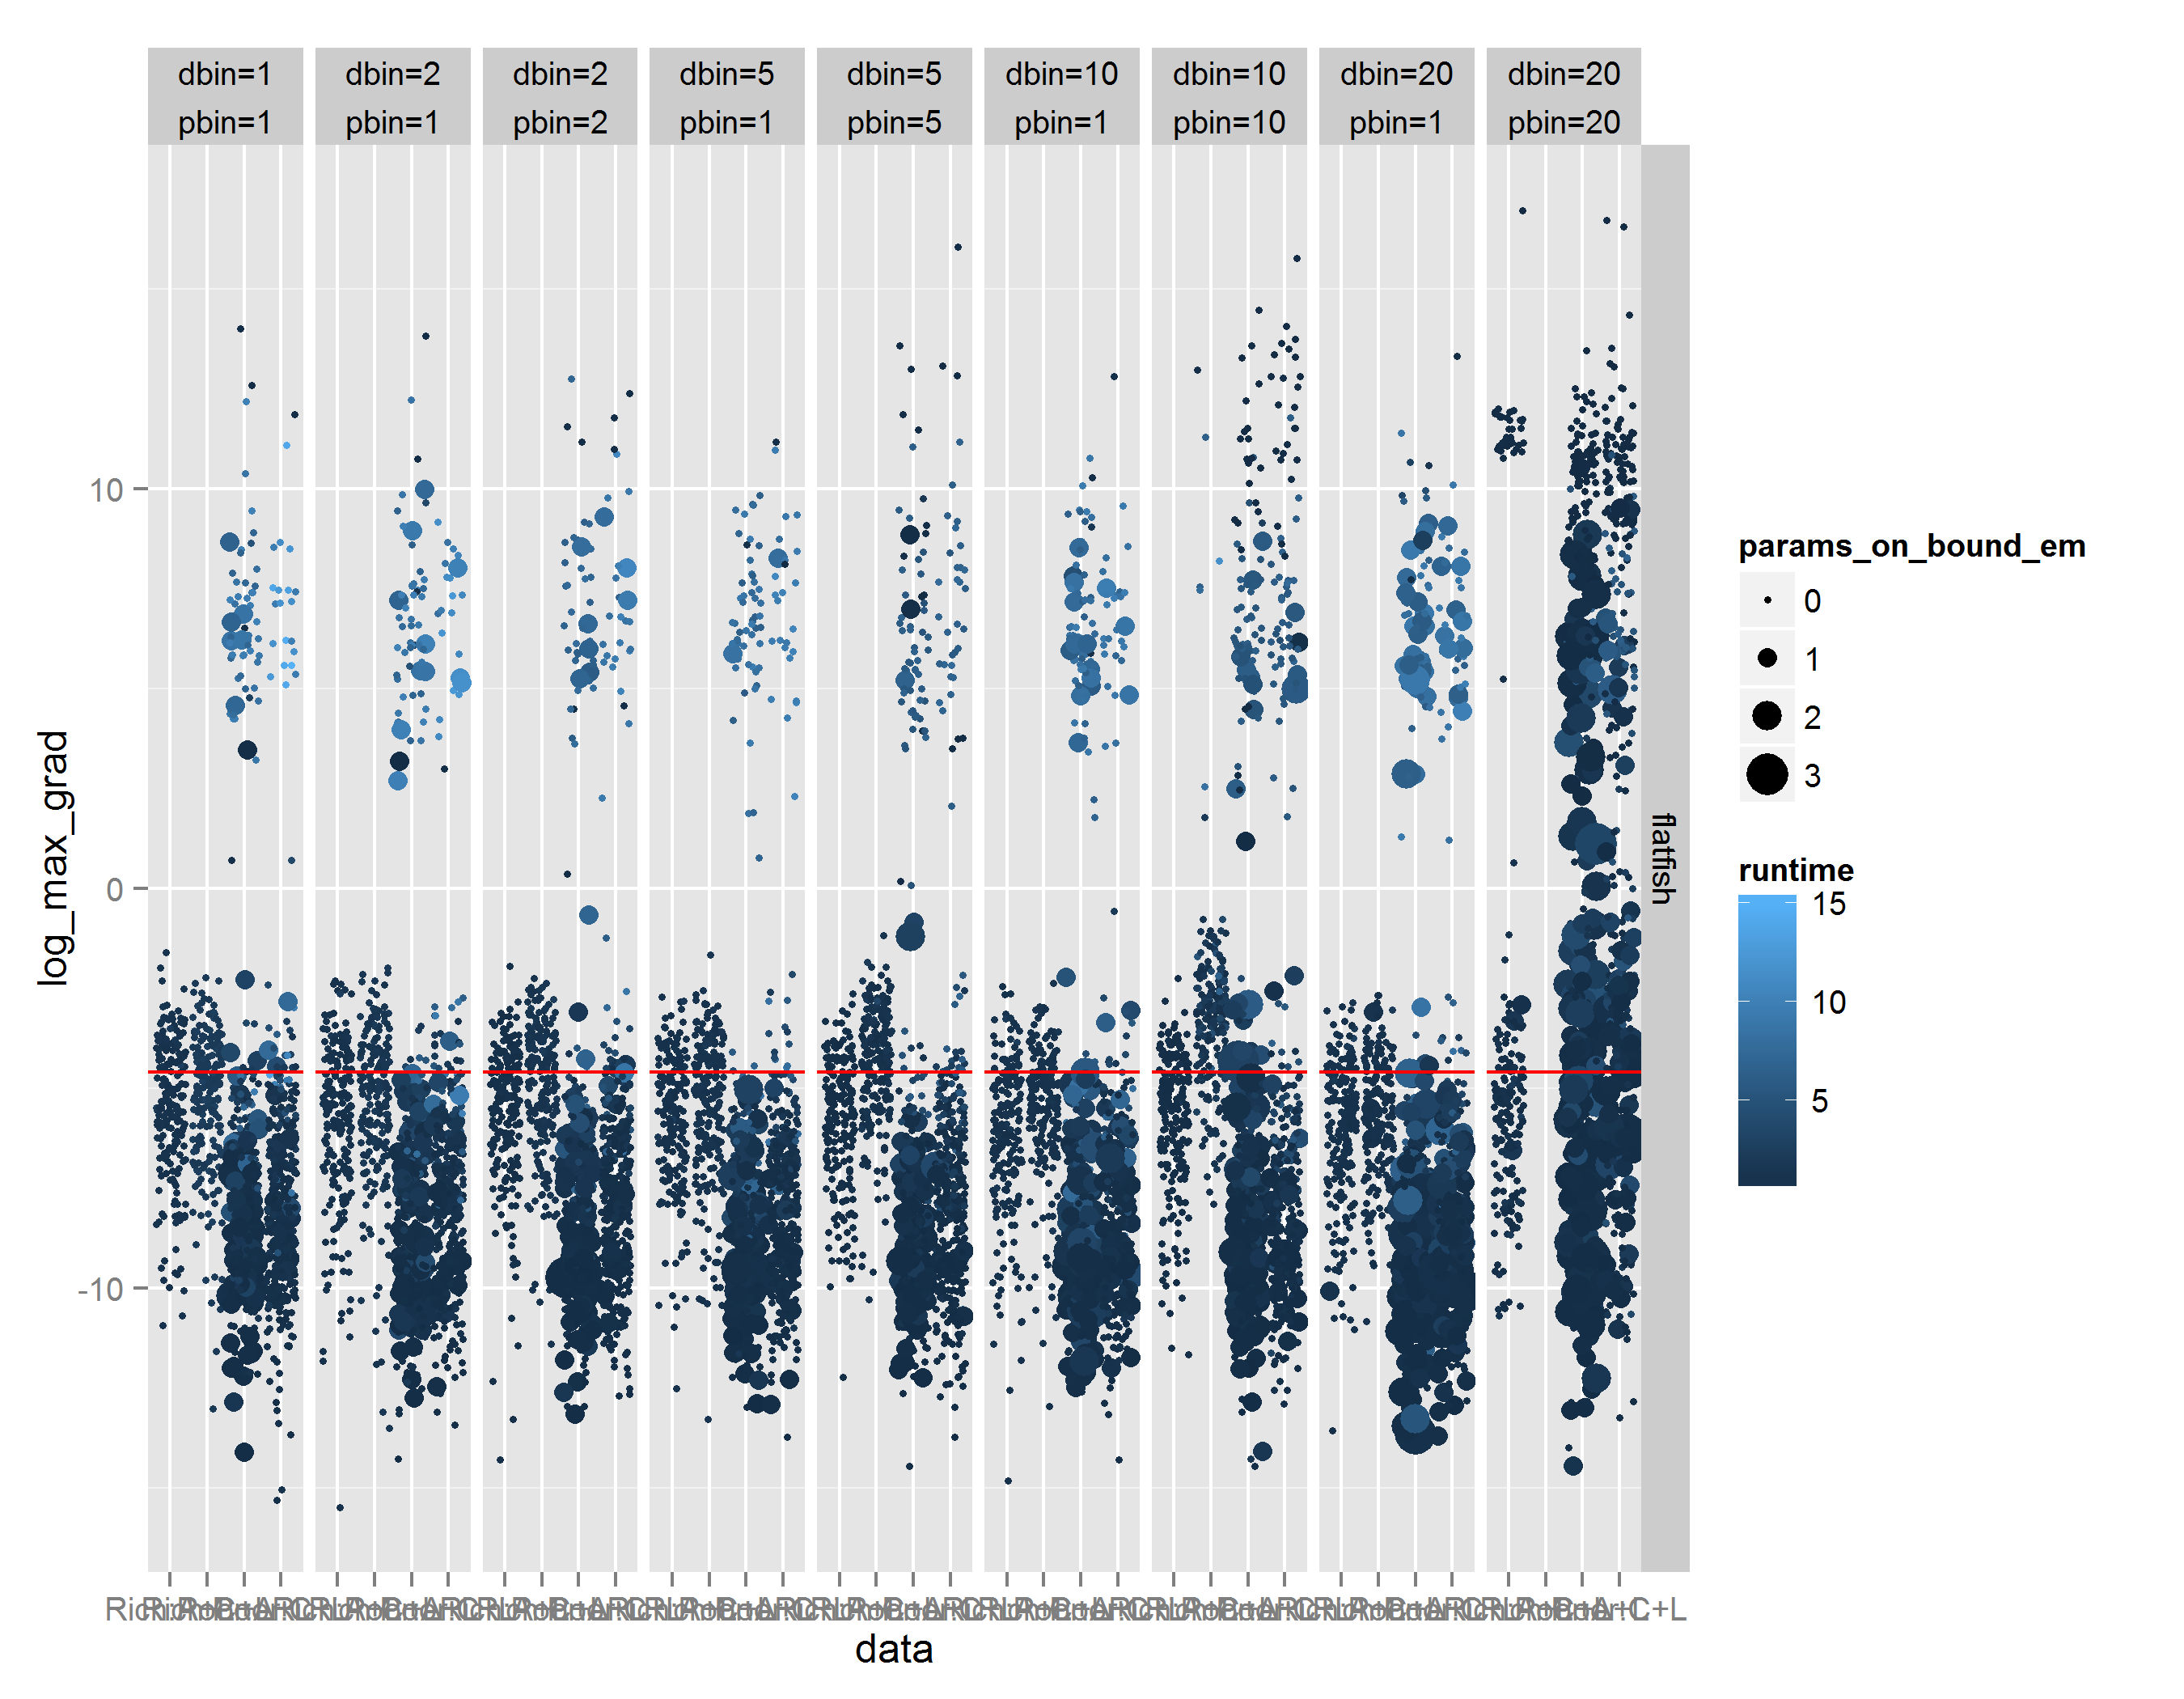 dbin=1 dbin=2 dbin=2 dbin=5 dbin=5 dbin=10 dbin=10 dbin=20 dbin=20
pbin=1 pbin=1 pbin=2 pbin=1 pbin=5 pbin=1 pbin=10 pbin=1 pbin=20
10
0
-10
log_max_grad
data
flatfish
params_on_bound_em
0
1
2
3
runtime
15
10
5